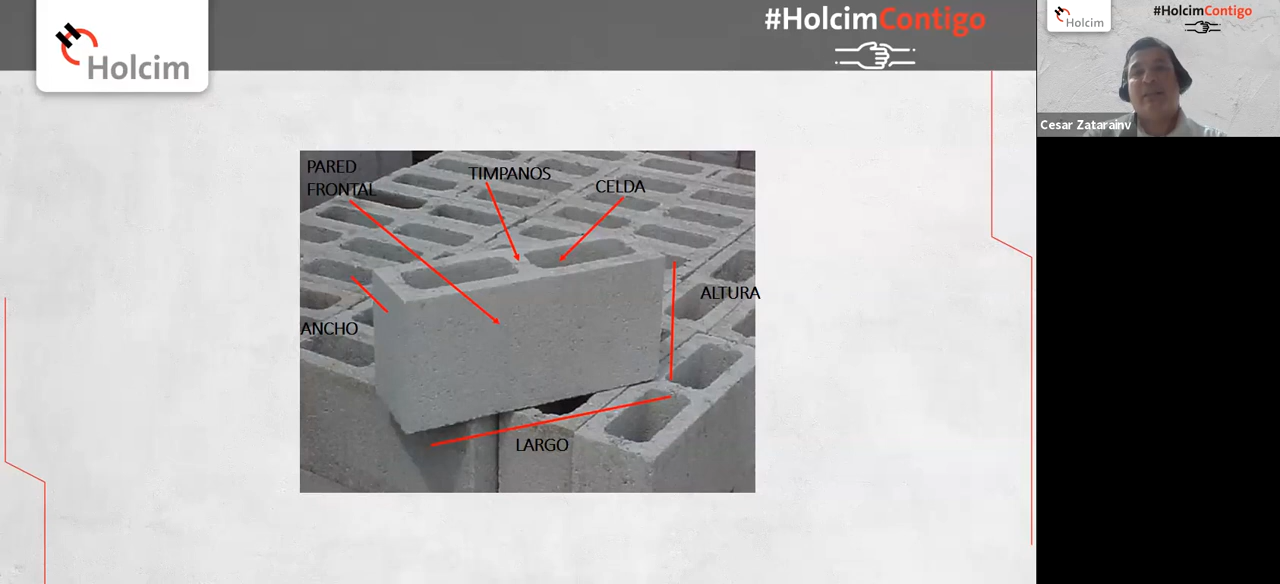 Holcim
#HolcimContigo
PARED
FRONTAL
TIMPANOS
CELDA
ALTURA
ANCHO
LARGO
Holcim
#HolcimContigo
Cesar Zatarainv